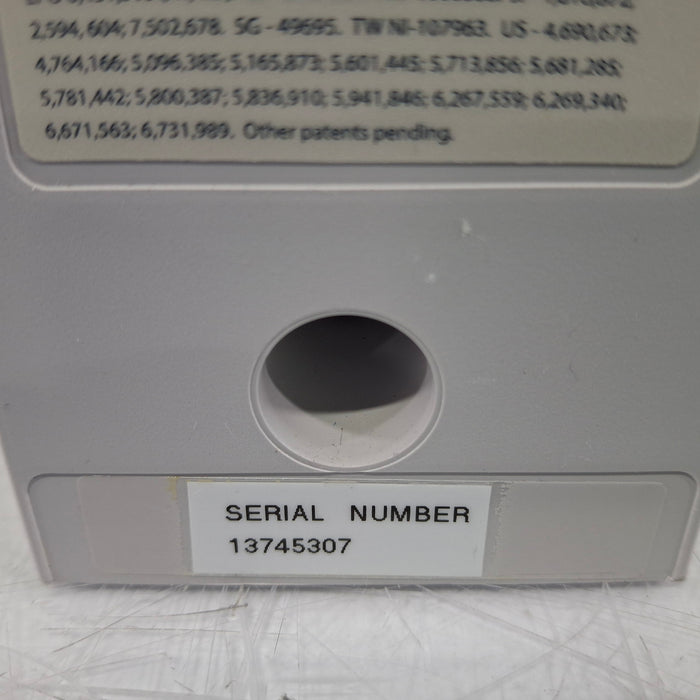 2,594,604; 7,502,678. SG - 49695. TW NI-107963. US - 4,690,673;
4,764,166; 5,096,385; 5,165,873; 5,601,445; 5,713,856; 5,681,285;
5,781,442; 5,800,387; 5,836,910; 5,941,846; 6,267,559; 6,269,340;
6,671,563; 6,731,989. Other patents pending.
SERIAL NUMBER
13745307